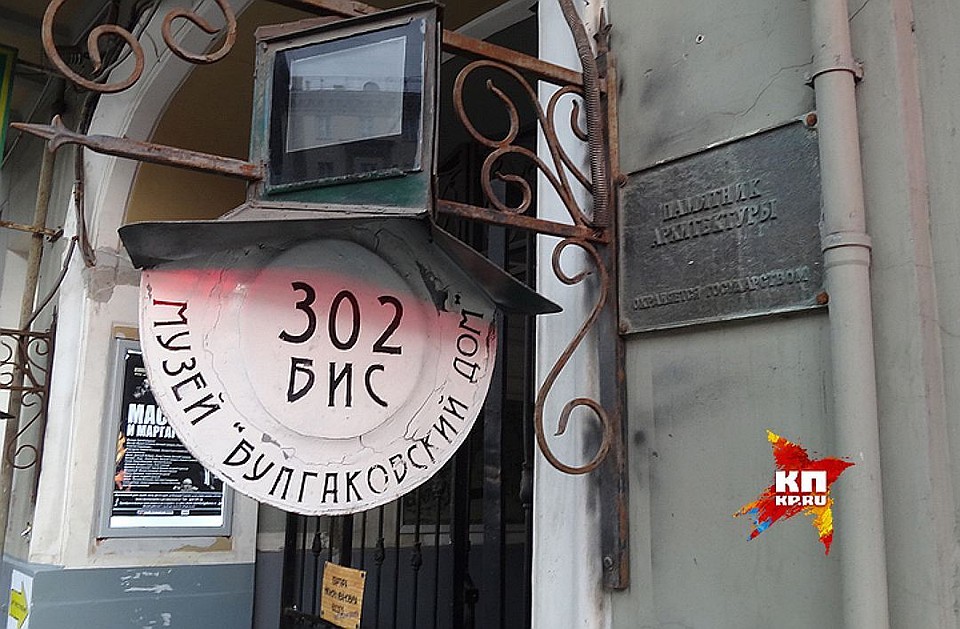 302
БИС
МУЗЕЙ "БУЛГАКОВСКИЙ ДОМ"
ПАМЯТНИК
АРХИТЕКТУРЫ
ОХРАНЯЕТСЯ ГОСУДАРСТВОМ
МАС
И МАРГАР
КП
KP.RU